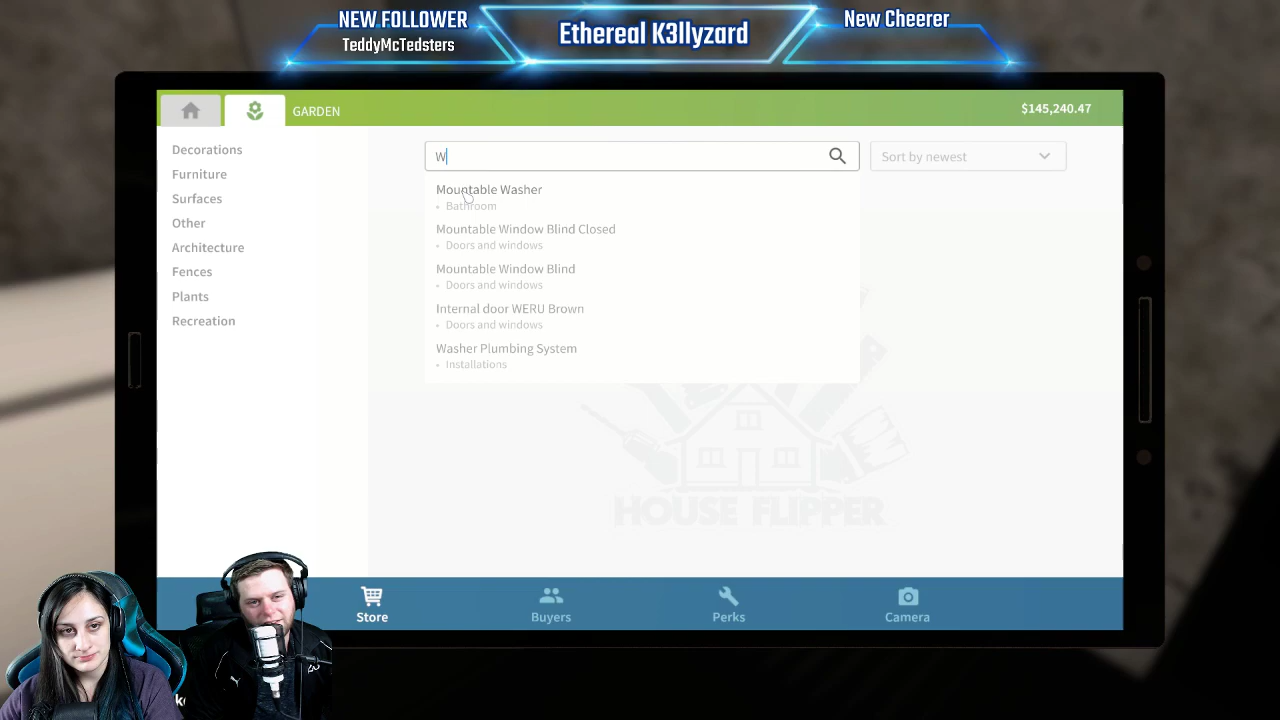 NEW FOLLOWER
TeddyMcTedsters
Ethereal K3llyzard
New Cheerer
GARDEN
$145,240.47
Decorations
Furniture
Surfaces
Other
Architecture
Fences
Plants
Recreation
W
Sort by newest
Mountable Washer
• Bathroom
Mountable Window Blind Closed
• Doors and windows
Mountable Window Blind
• Doors and windows
Internal door WERU Brown
• Doors and windows
Washer Plumbing System
• Installations
HOUSE FLIPPER
Store
Buyers
Perks
Camera